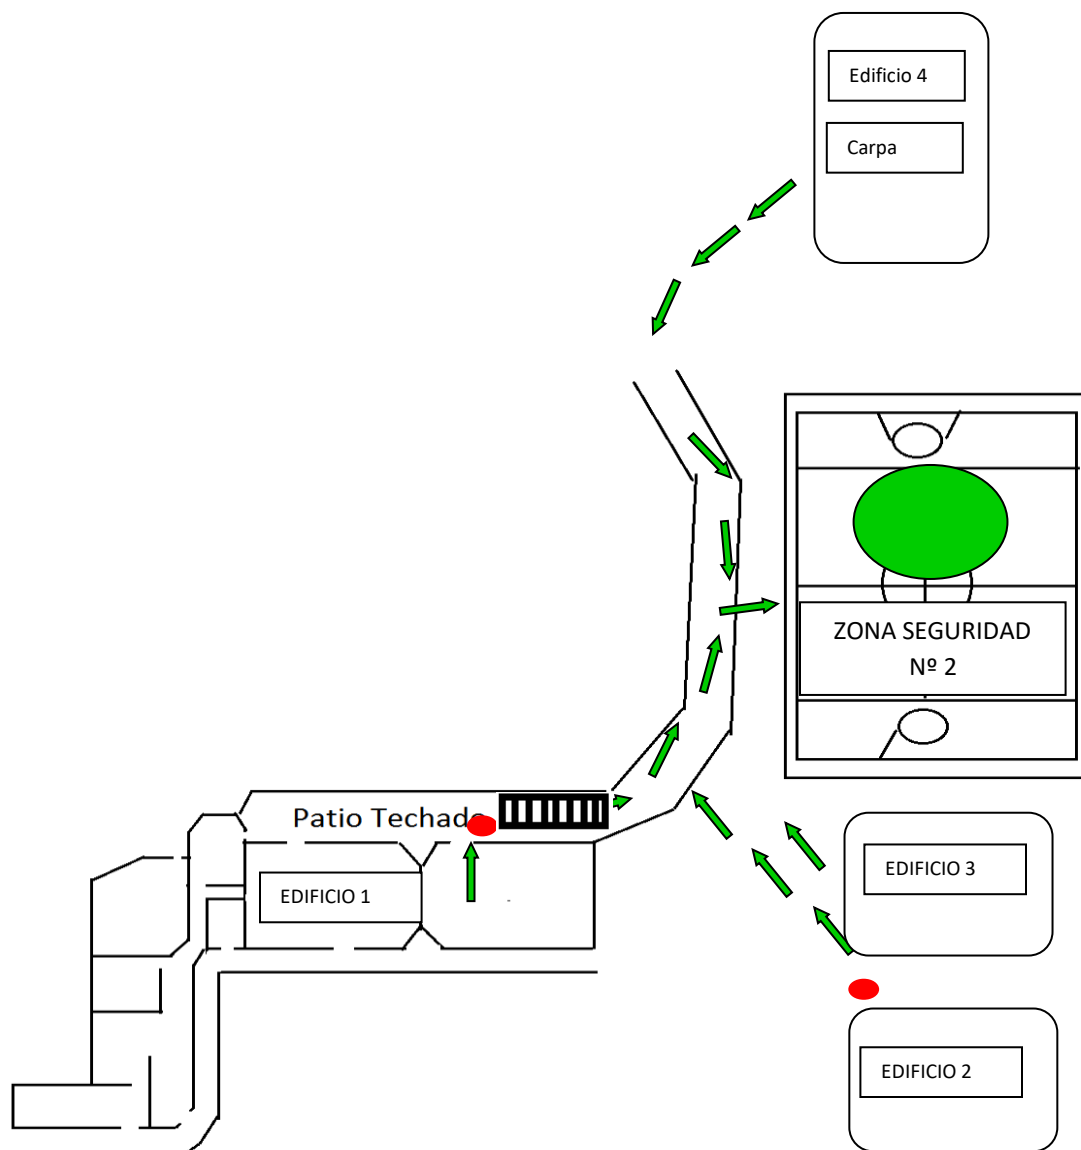 Edificio 4
Carpa
ZONA SEGURIDAD
Nº 2
Patio Techado
EDIFICIO 3
EDIFICIO 1
EDIFICIO 2